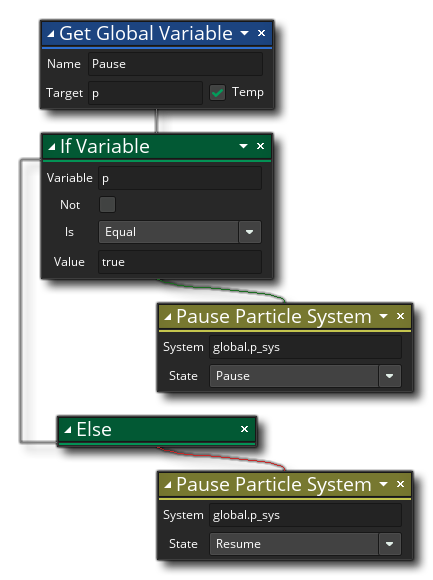 Get Global Variable
Name Pause
Target p Temp
If Variable
Variable p
Not
Is Equal
Value true
Pause Particle System
System global.p_sys
State Pause
Else
Pause Particle System
System global.p_sys
State Resume